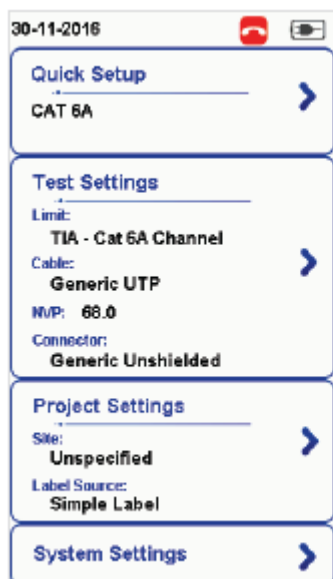 30-11-2016
Quick Setup
CAT 6A
Test Settings
Limit:
TIA - Cat 6A Channel
Cable:
Generic UTP
NVP: 68.0
Connector:
Generic Unshielded
Project Settings
Site:
Unspecified
Label Source:
Simple Label
System Settings